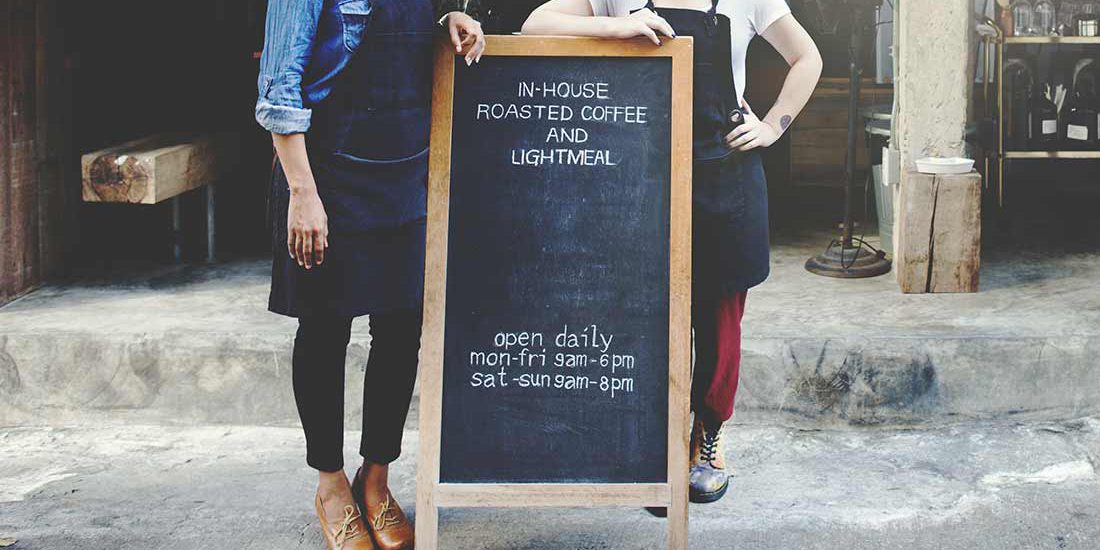 IN-HOUSE
ROASTED COFFEE
AND
LIGHTMEAL
open daily
mon-fri 9am-6pm
sat-sun 9am-8pm